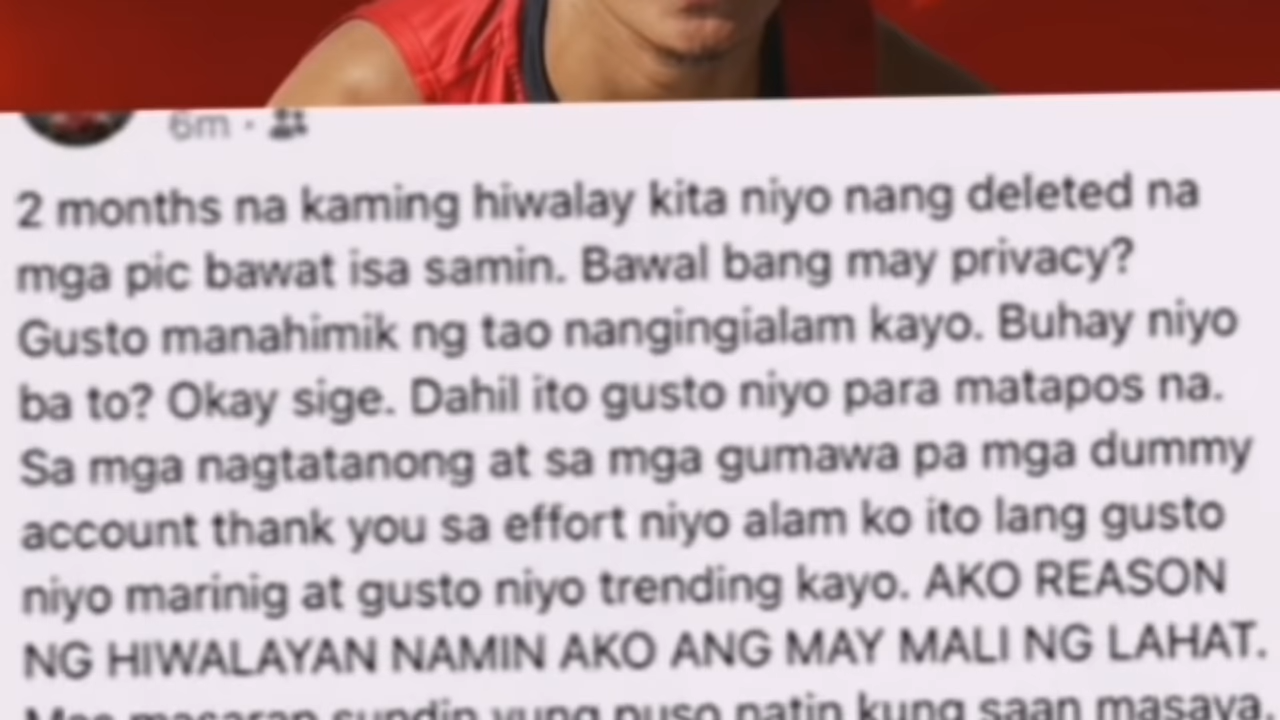 6m ·
2 months na kaming hiwalay kita niyo nang deleted na
mga pic bawat isa samin. Bawal bang may privacy?
Gusto manahimik ng tao nangingialam kayo. Buhay niyo
ba to? Okay sige. Dahil ito gusto niyo para matapos na.
Sa mga nagtatanong at sa mga gumawa pa mga dummy
account thank you sa effort niyo alam ko ito lang gusto
niyo marinig at gusto niyo trending kayo. AKO REASON
NG HIWALAYAN NAMIN AKO ANG MAY MALI NG LAHAT.
Mas masarap sundin yung puso natin kung saan masaya.